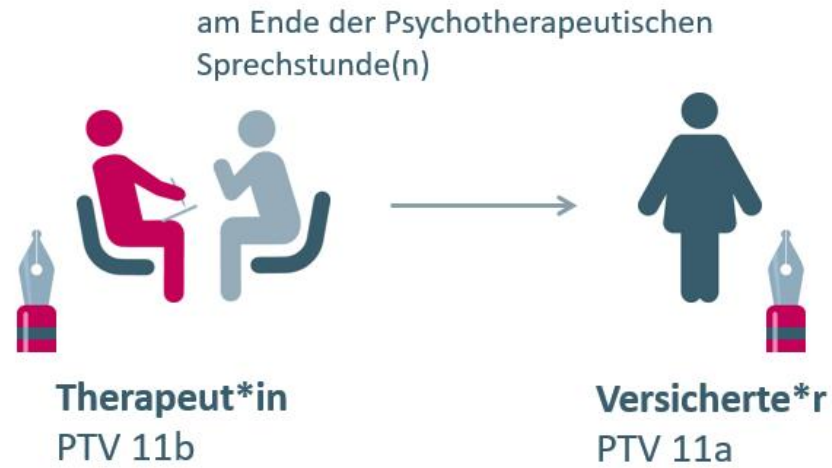 am Ende der Psychotherapeutischen
Sprechstunde(n)
Therapeut*in
PTV 11b
Versicherte*r
PTV 11a